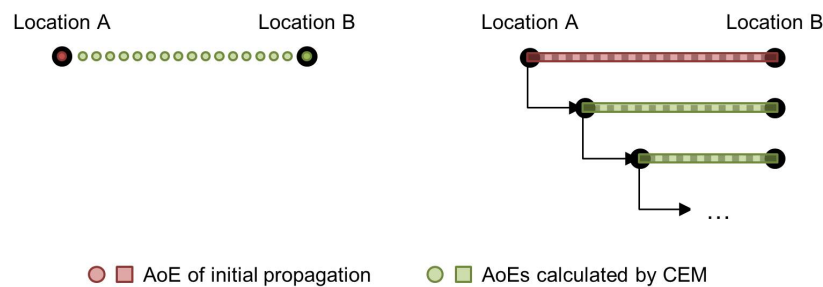 Location A
Location B
Location A
Location B
...
AoE of initial propagation
AoEs calculated by CEM